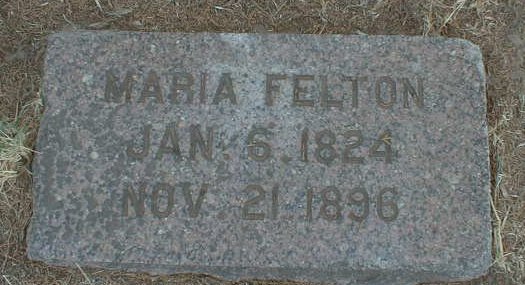 MARIA FELTON
JAN. 6. 1824
NOV. 21. 1896